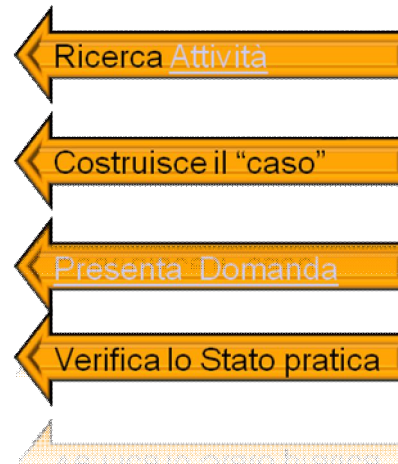 Ricerca Attività
Costruisce il “caso”
Presenta Domanda
Verifica lo Stato pratica